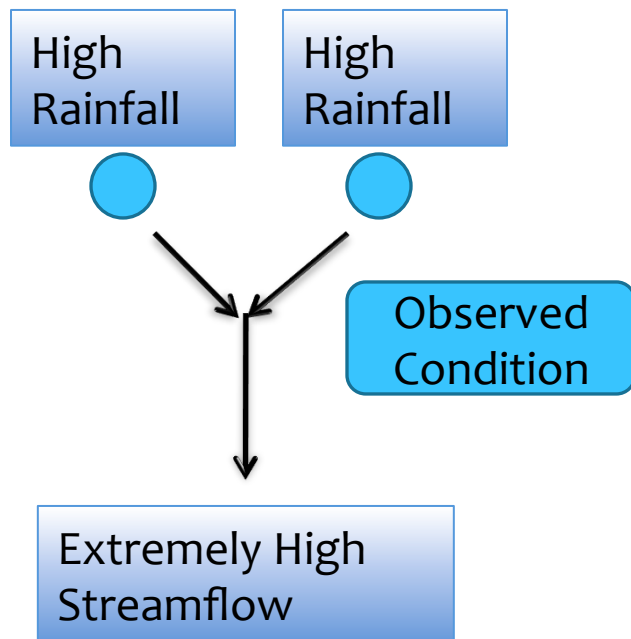 High
Rainfall
High
Rainfall
Observed
Condition
Extremely High
Streamflow